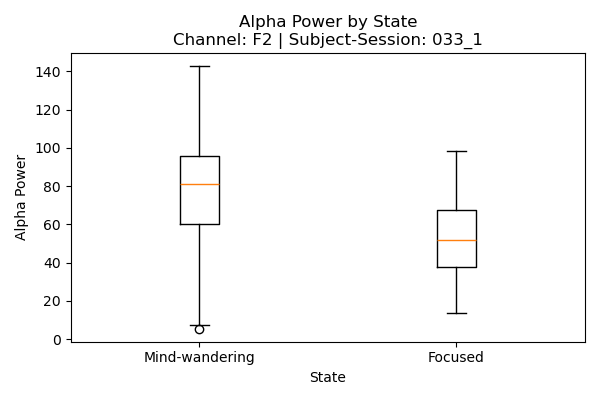 Alpha Power by State
Channel: F2 | Subject-Session: 033_1
Alpha Power
140
120
100
80
60
40
20
0
Mind-wandering
Focused
State